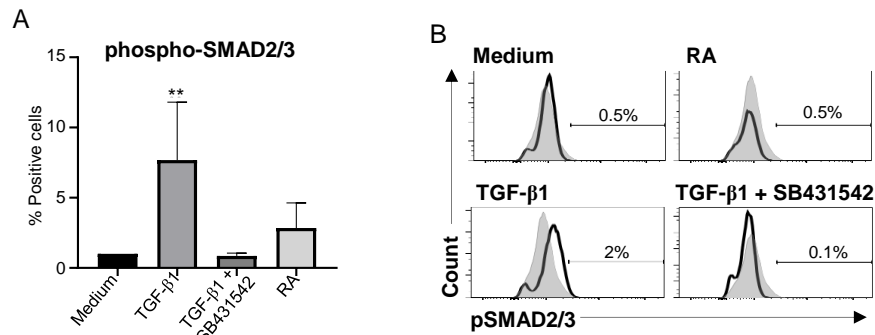 A
phospho-SMAD2/3
15
10
5
0
% Positive cells
**
Medium
TGF-β1
TGF-β1 +
SB431542
RA
B
Medium
RA
0.5%
0.5%
TGF-β1
TGF-β1 + SB431542
2%
0.1%
Count
pSMAD2/3